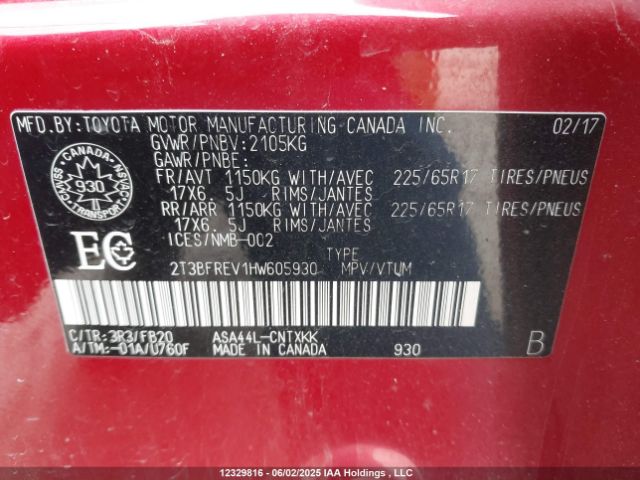 MFD.BY:TOYOTA MOTOR MANUFACTURING CANADA INC. 02/17
GVWR/PNBV:2105KG
GAWR/PNBE:
FR/AVT 1150KG WITH/AVEC 225/65R17 TIRES/PNEUS
17X6.5J RIMS/JANTES
RR/ARR 1150KG WITH/AVEC 225/65R17 TIRES/PNEUS
17X6.5J RIMS/JANTES
ICES/NMB-002
CANADA
930
TRANSPORT
EC
TYPE
2T3BFREV1HW605930 MPV/VTUM
C/TR:3R3/FB20 ASA44L-CNTXKK
A/TM:-01A/U760F MADE IN CANADA 930 B
12329816 - 06/02/2025 IAA Holdings , LLC